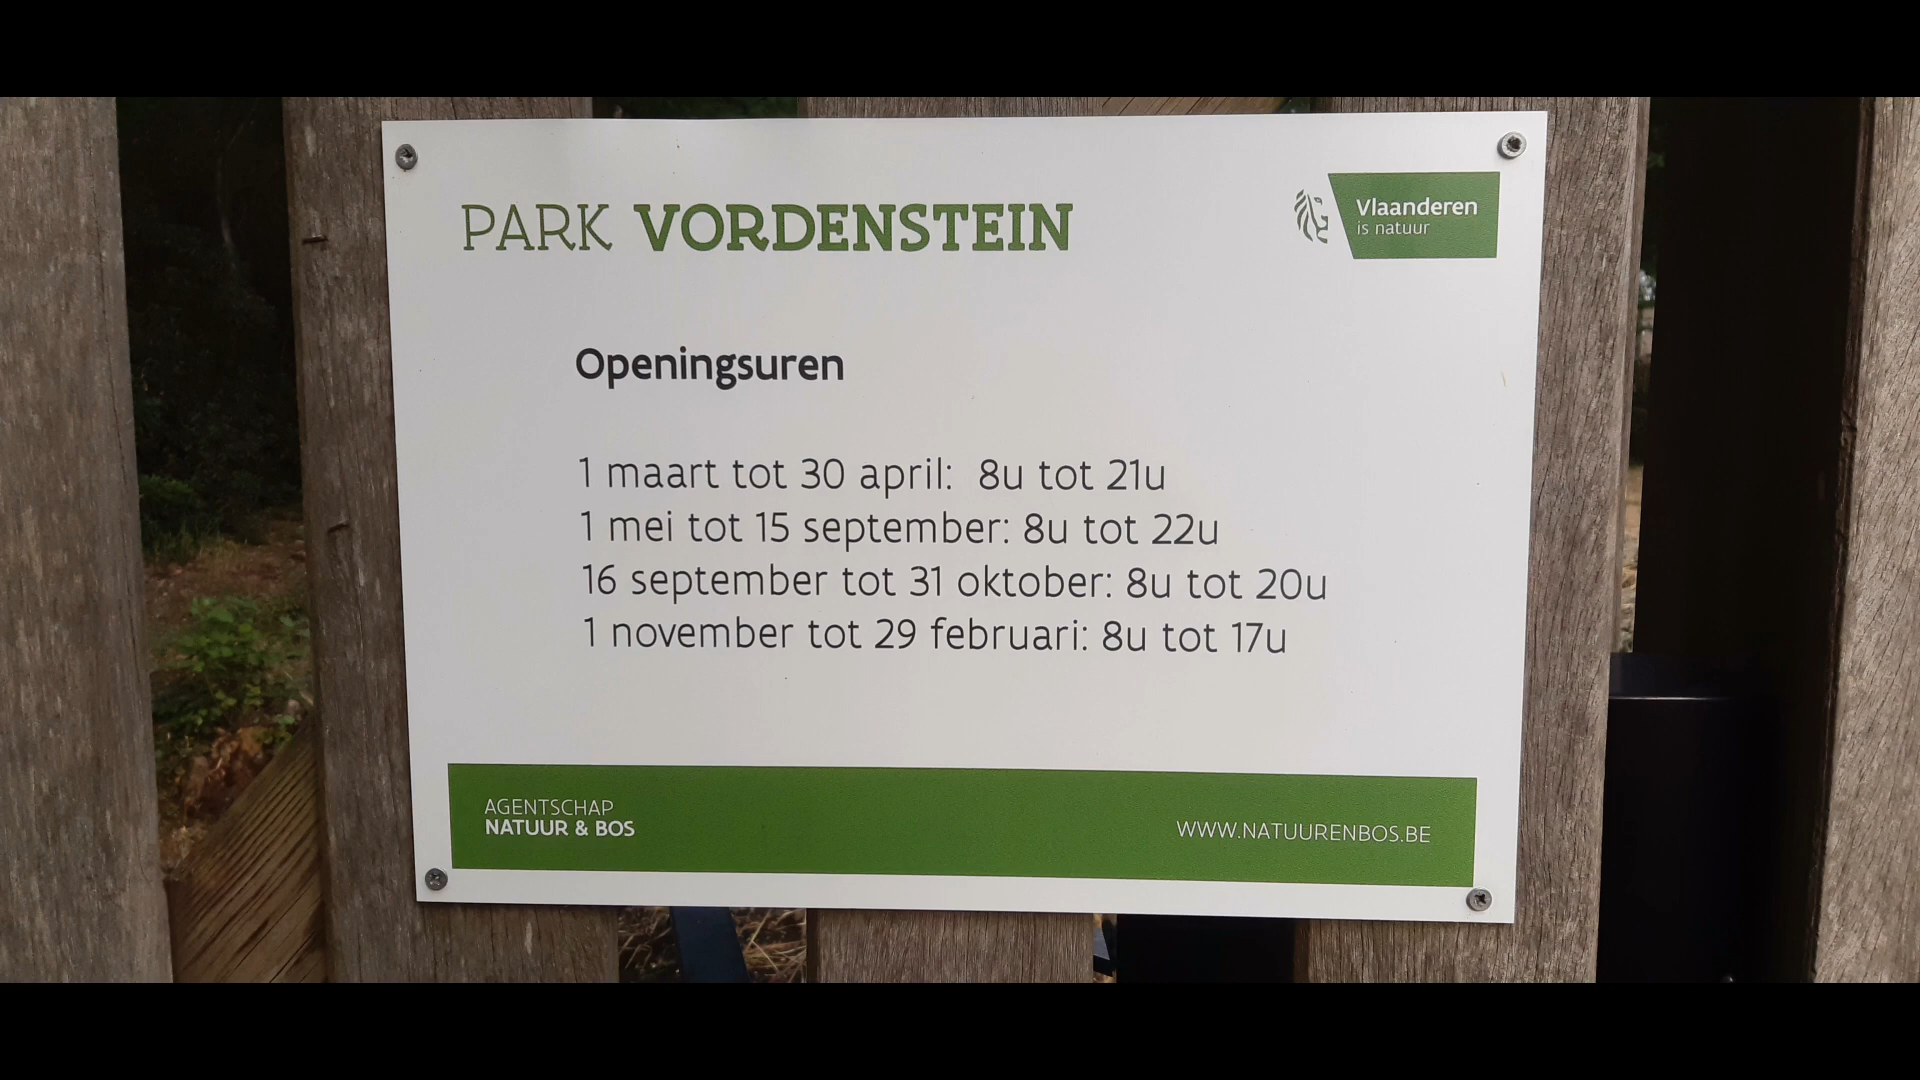 PARK VORDENSTEIN
Vlaanderen
is natuur
Openingsuren
1 maart tot 30 april: 8u tot 21u
1 mei tot 15 september: 8u tot 22u
16 september tot 31 oktober: 8u tot 20u
1 november tot 29 februari: 8u tot 17u
AGENTSCHAP
NATUUR & BOS
WWW.NATUURENBOS.BE